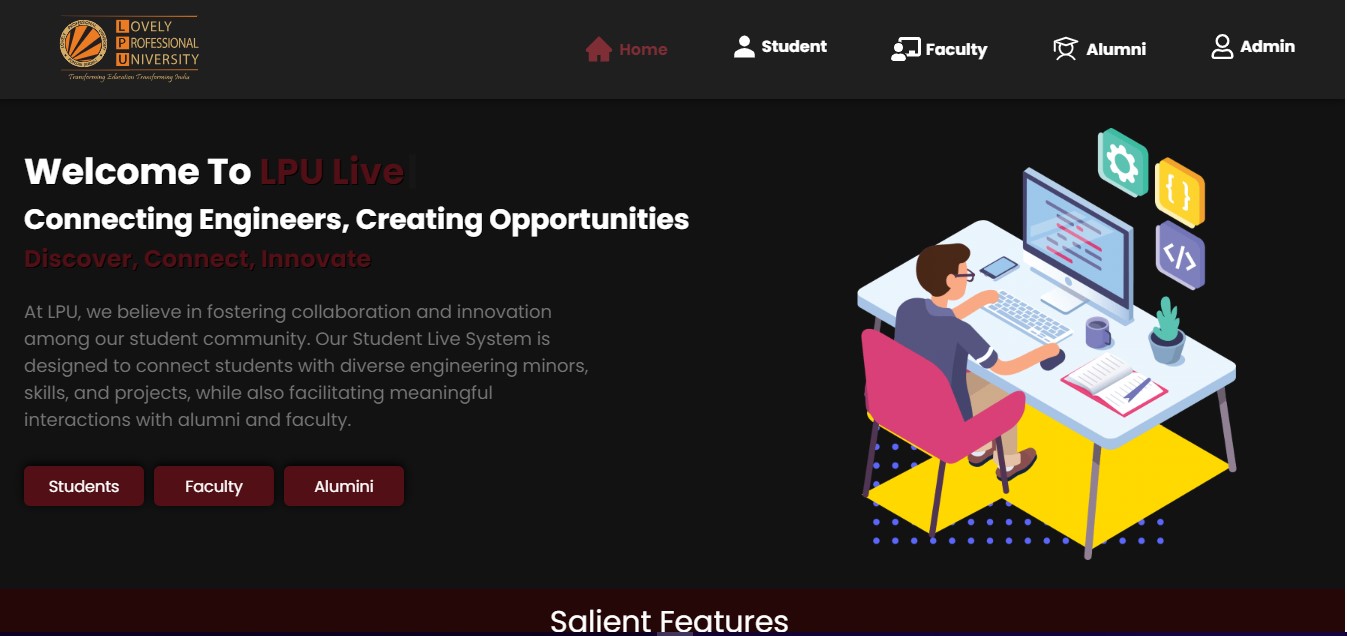 LOVELY
PROFESSIONAL
UNIVERSITY
Transforming Education Transforming India
Home
Student
Faculty
Alumni
Admin
Welcome To LPU Live
Connecting Engineers, Creating Opportunities
Discover, Connect, Innovate
At LPU, we believe in fostering collaboration and innovation
among our student community. Our Student Live System is
designed to connect students with diverse engineering minors,
skills, and projects, while also facilitating meaningful
interactions with alumni and faculty.
Students
Faculty
Alumini
{ }
</>
Salient Features